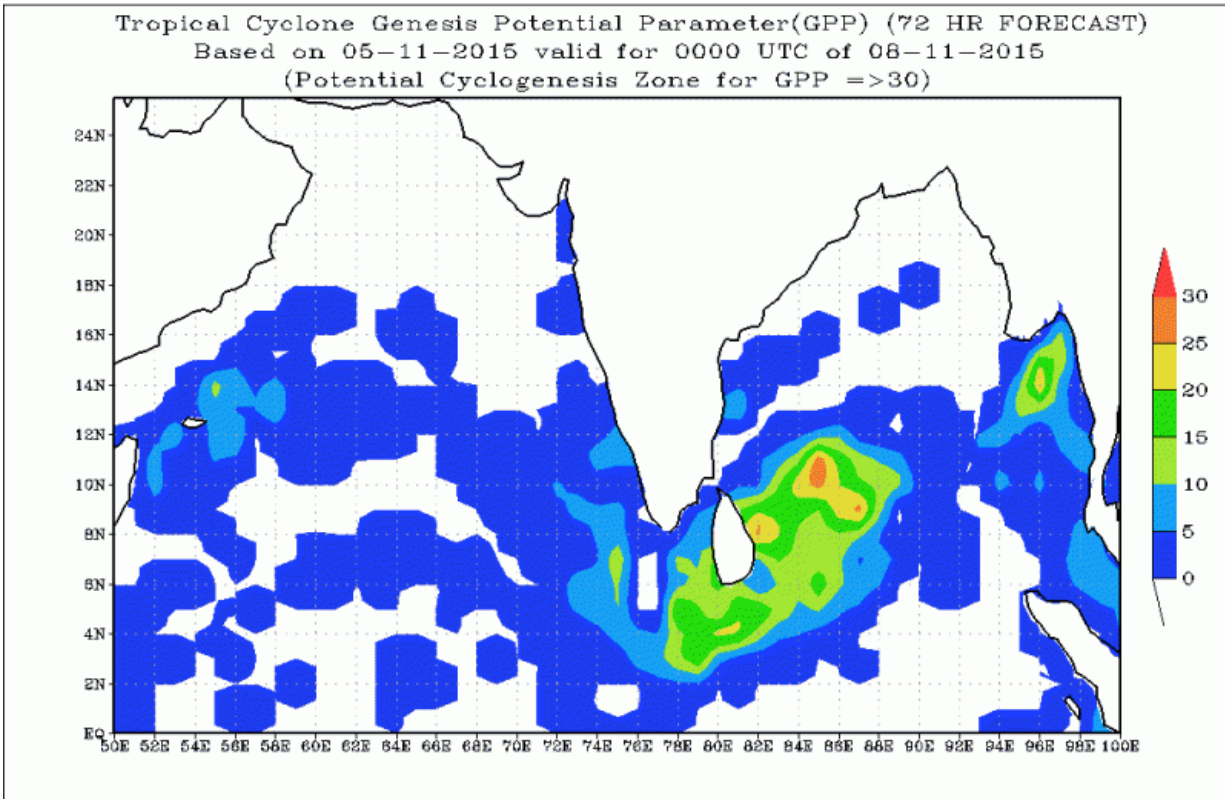 Tropical Cyclone Genesis Potential Parameter(GPP) (72 HR FORECAST)
Based on 05-11-2015 valid for 0000 UTC of 08-11-2015
(Potential Cyclogenesis Zone for GPP =>30)
24N
22N
20N
18N
16N
14N
12N
10N
8N
6N
4N
2N
EQ
50E 52E 54E 56E 58E 60E 62E 64E 66E 68E 70E 72E 74E 76E 78E 80E 82E 84E 86E 88E 90E 92E 94E 96E 98E 100E
30
25
20
15
10
5
0